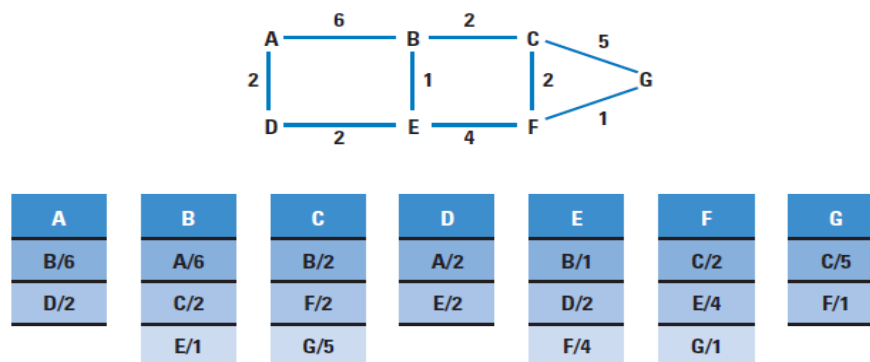 6 2
A B C 5
2 1 2 G
D E F 1
2 4
A B C D E F G
B/6 A/6 B/2 A/2 B/1 C/2 C/5
D/2 C/2 F/2 E/2 D/2 E/4 F/1
E/1 G/5 F/4 G/1